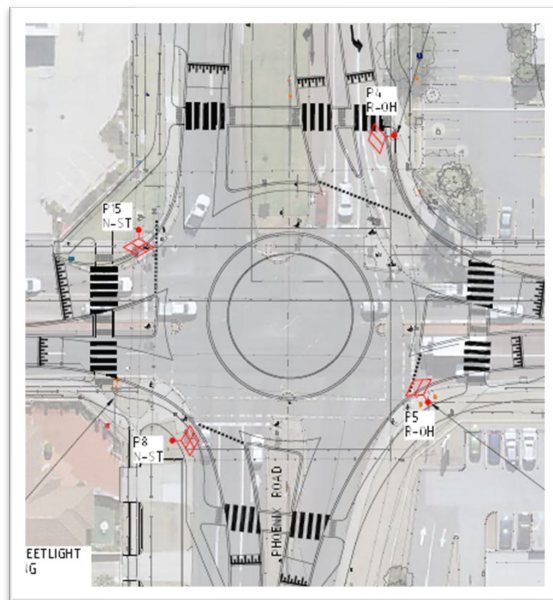 P4
R-OH
P15
N-ST
P5
R-OH
P8
N-ST
PHOENIX ROAD
EETLIGHT
G